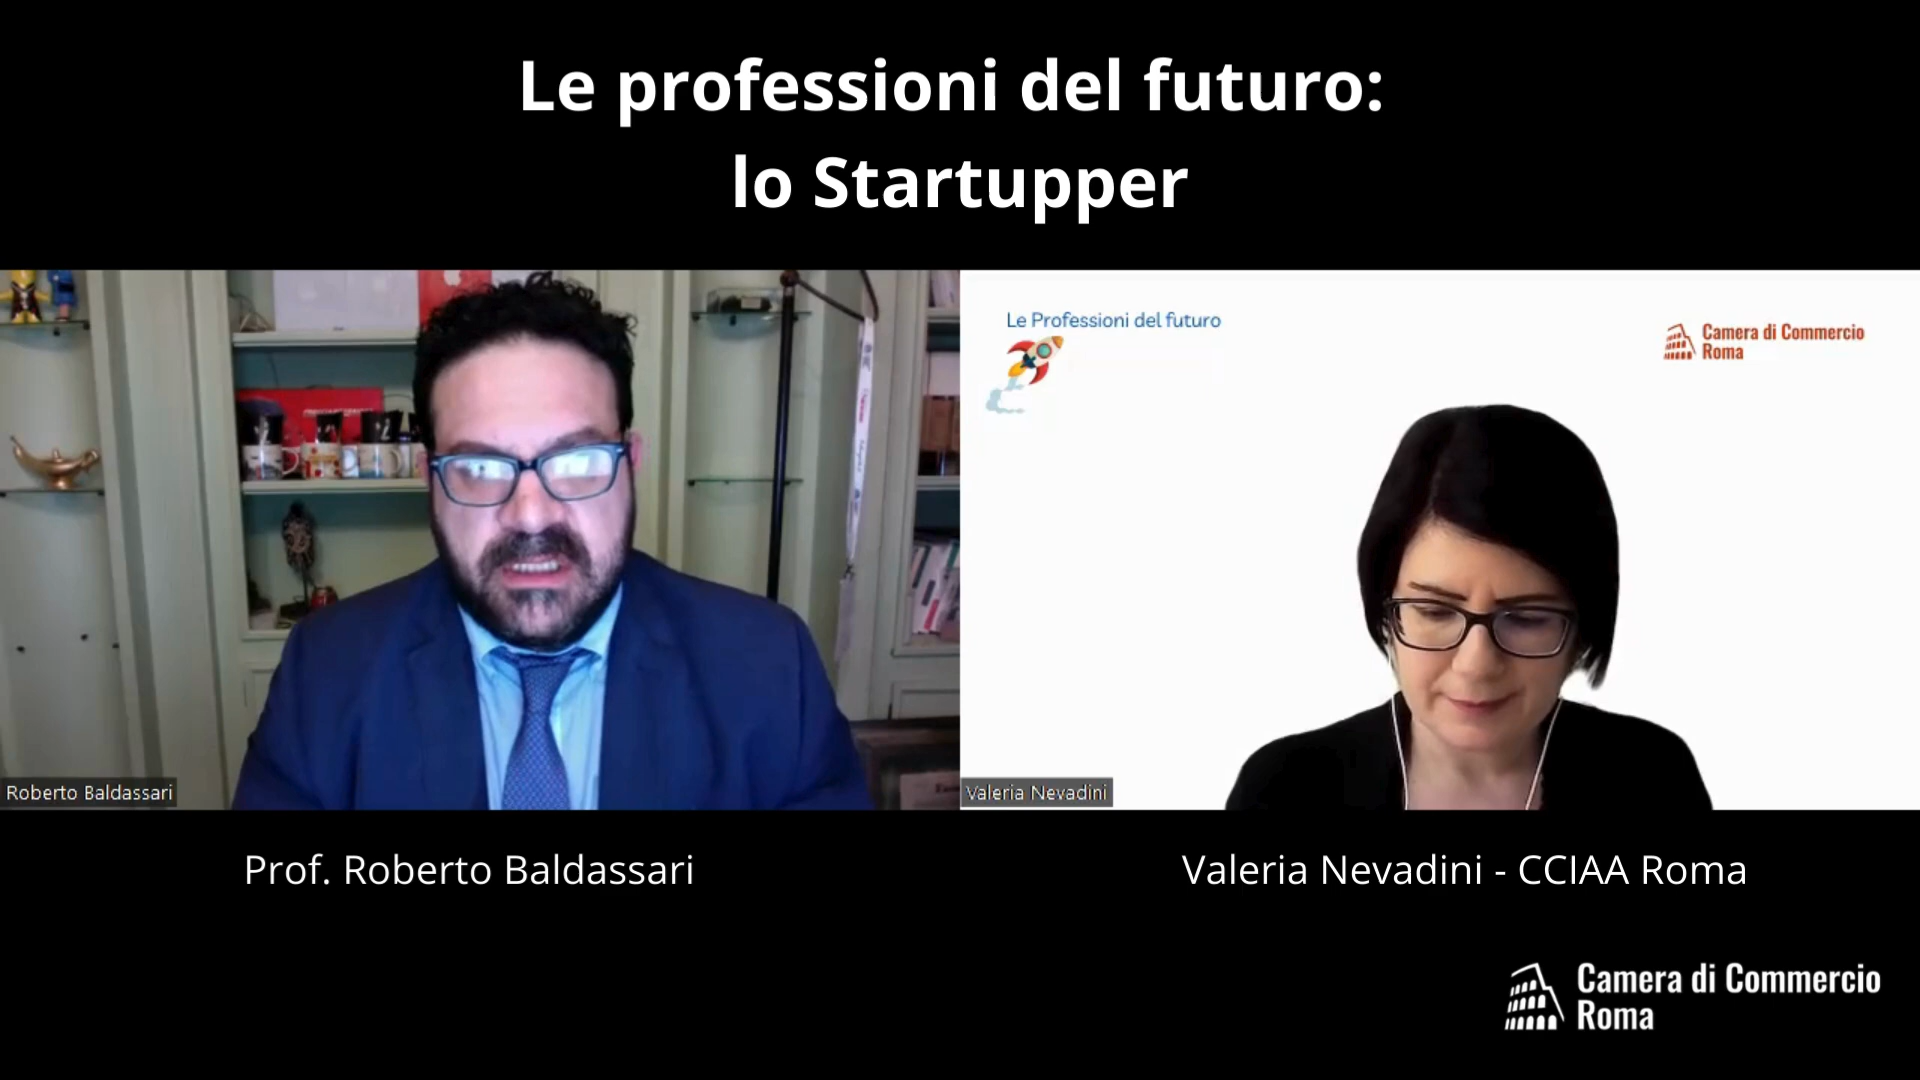 Le professioni del futuro:
lo Startupper
Le Professioni del futuro
Camera di Commercio
Roma
Roberto Baldassari
Valeria Nevadini
Prof. Roberto Baldassari
Valeria Nevadini - CCIAA Roma
Camera di Commercio
Roma